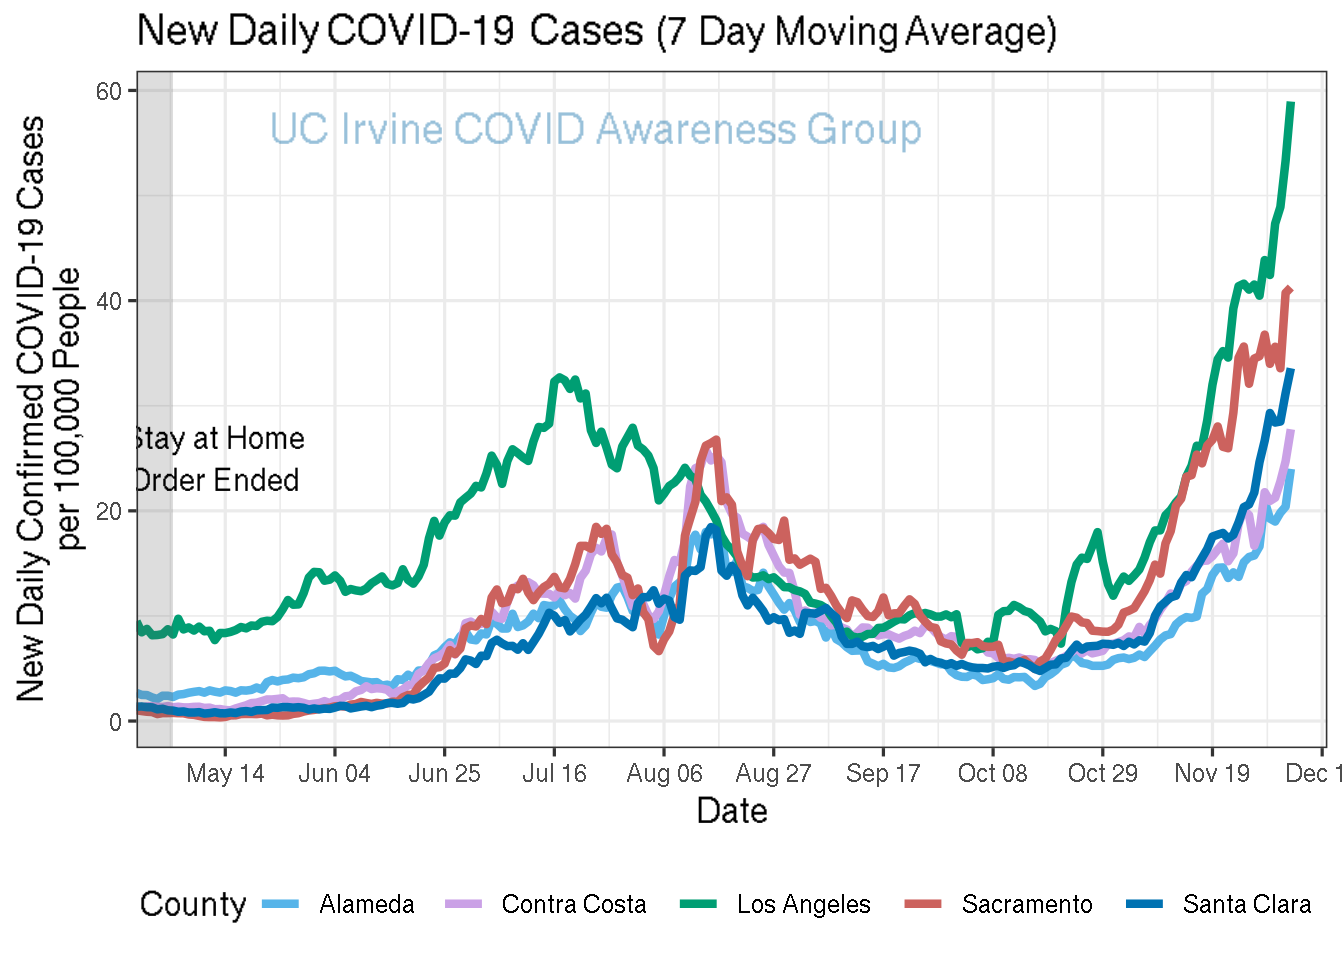 New Daily COVID-19 Cases (7 Day Moving Average)
UC Irvine COVID Awareness Group
New Daily Confirmed COVID-19 Cases
per 100,000 People
60
40
20
0
Stay at Home
Order Ended
May 14 Jun 04 Jun 25 Jul 16 Aug 06 Aug 27 Sep 17 Oct 08 Oct 29 Nov 19 Dec 1
Date
County Alameda Contra Costa Los Angeles Sacramento Santa Clara